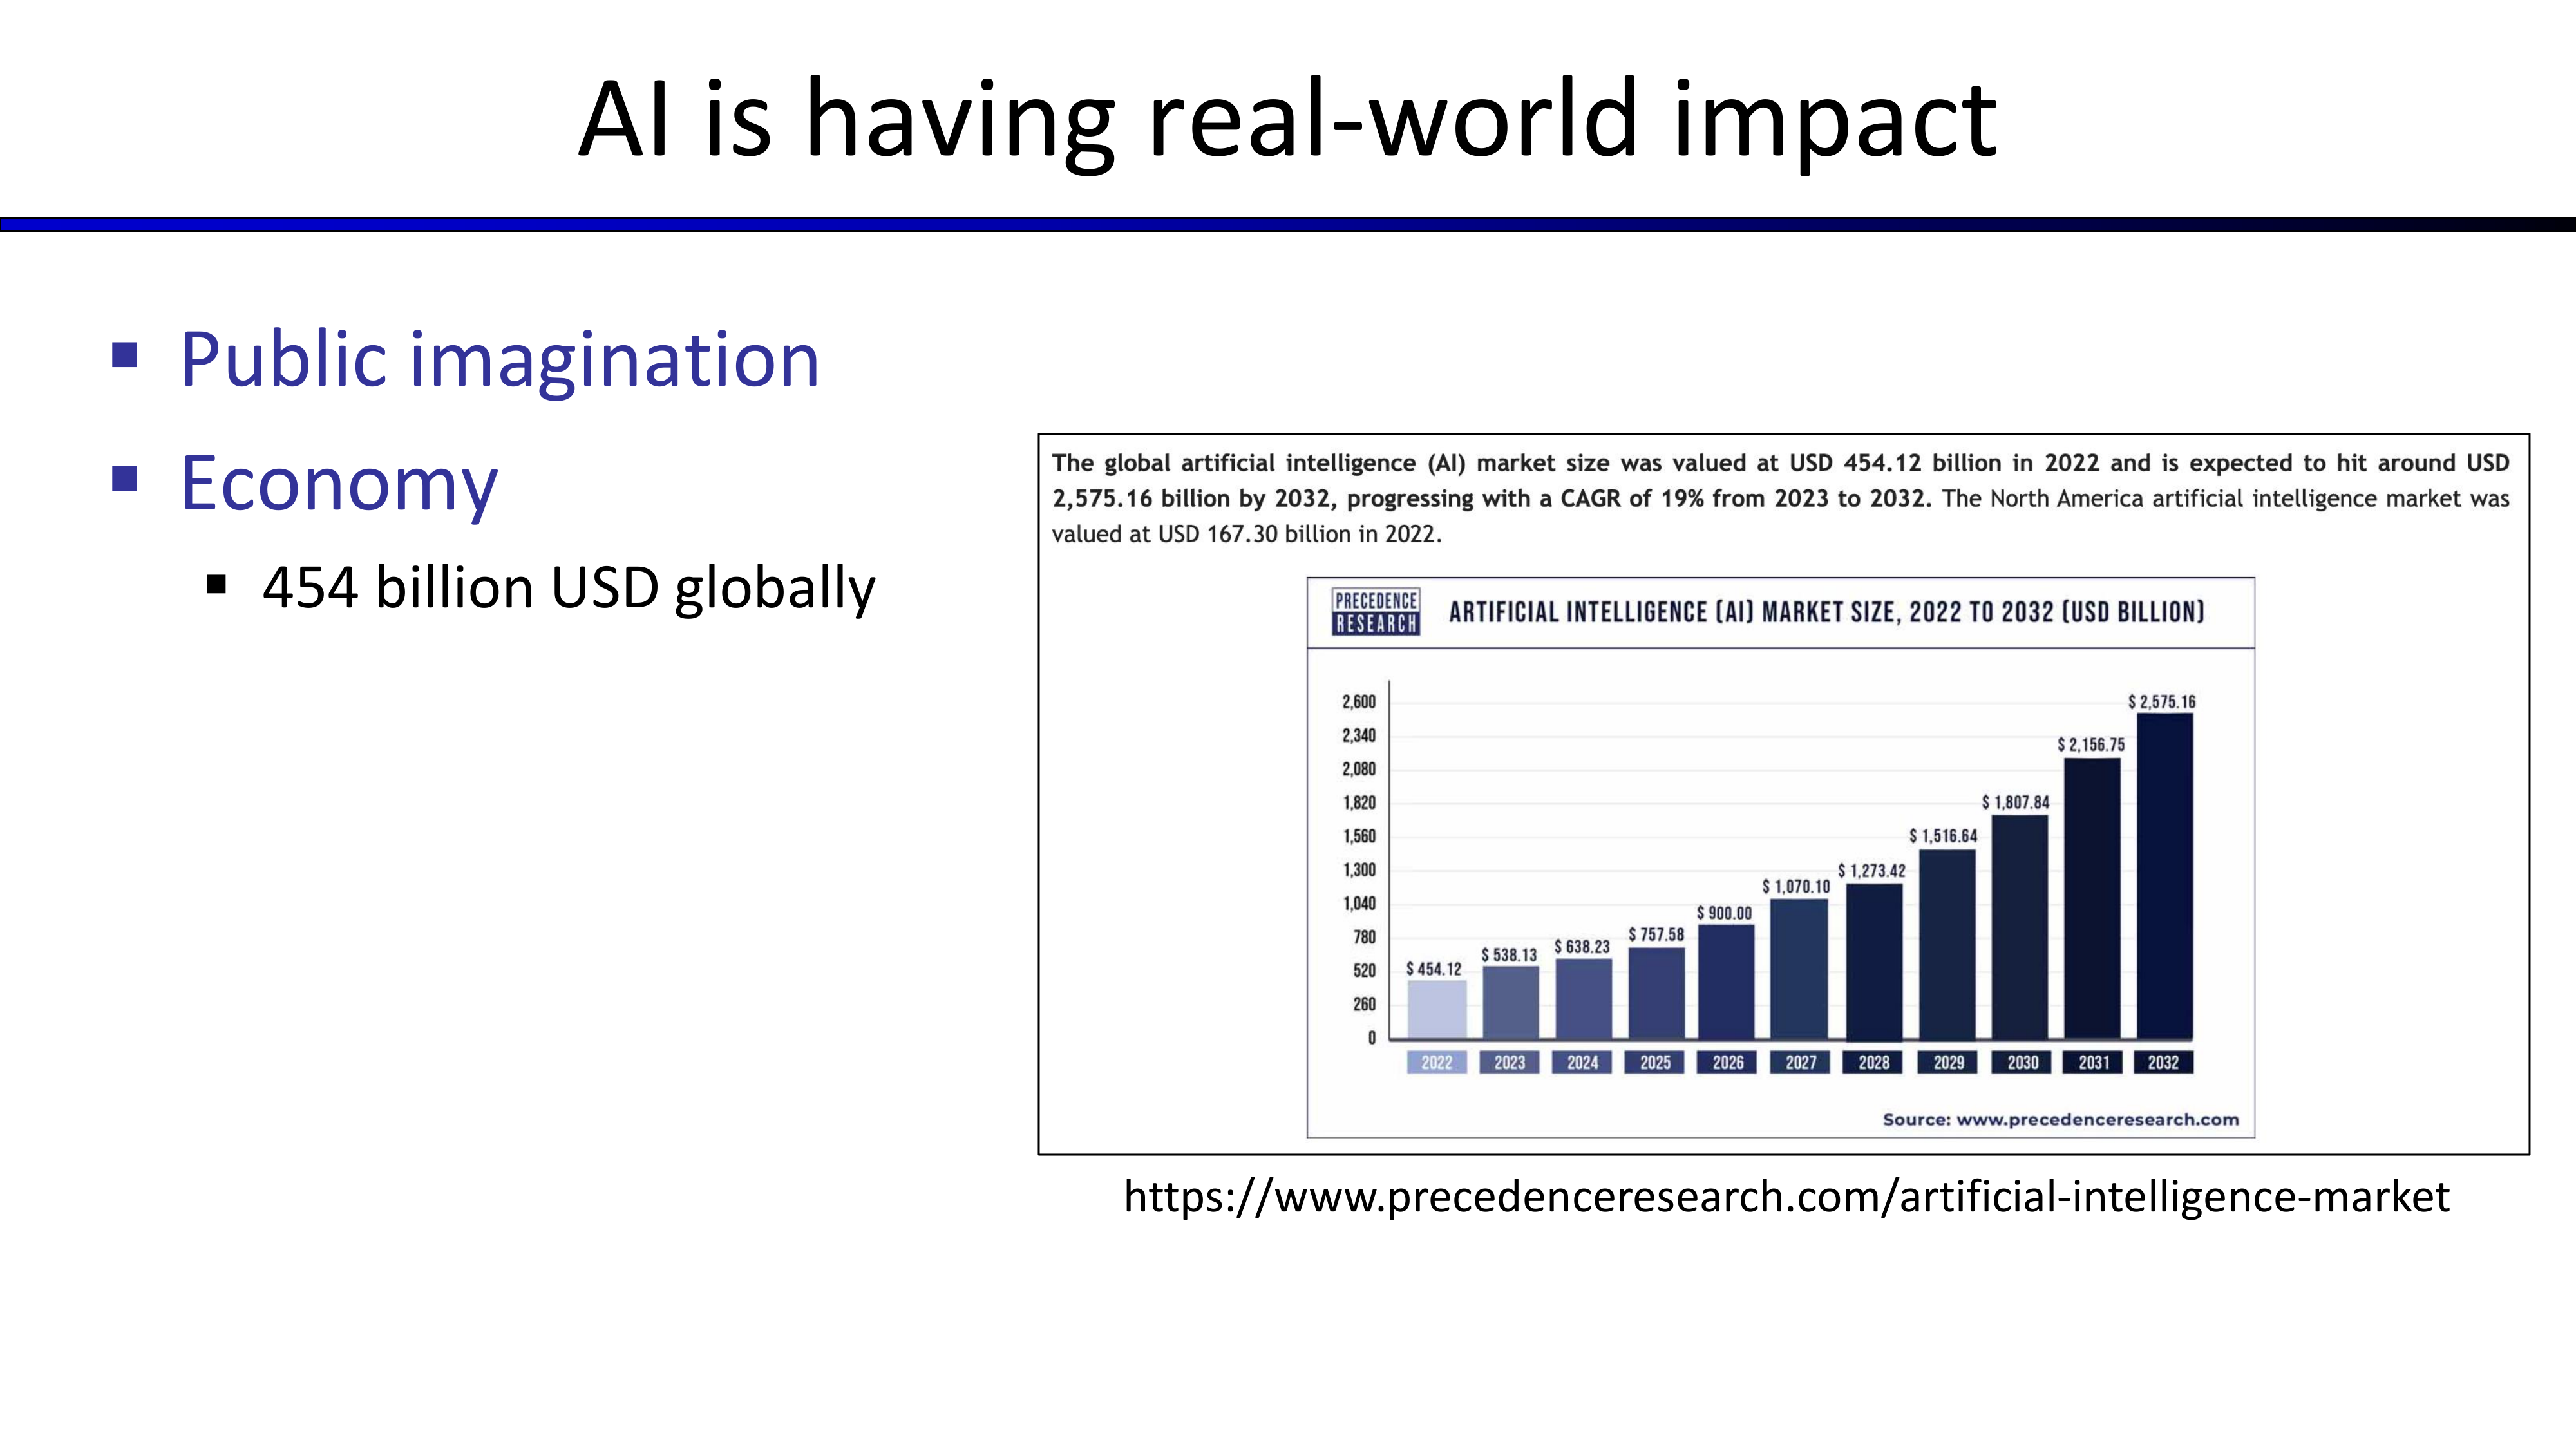 AI is having real-world impact
▪ Public imagination
▪ Economy
▪ 454 billion USD globally
The global artificial intelligence (AI) market size was valued at USD 454.12 billion in 2022 and is expected to hit around USD
2,575.16 billion by 2032, progressing with a CAGR of 19% from 2023 to 2032. The North America artificial intelligence market was
valued at USD 167.30 billion in 2022.
PRECEDENCE
RESEARCH
ARTIFICIAL INTELLIGENCE (AI) MARKET SIZE, 2022 TO 2032 (USD BILLION)
2,600
2,340
2,080
1,820
1,560
1,300
1,040
780
520
260
0
$ 454.12
$ 538.13
$ 638.23
$ 757.58
$ 900.00
$ 1,070.10
$ 1,273.42
$ 1,516.64
$ 1,807.84
$ 2,156.75
$ 2,575.16
2022 2023 2024 2025 2026 2027 2028 2029 2030 2031 2032
Source: www.precedenceresearch.com
https://www.precedenceresearch.com/artificial-intelligence-market